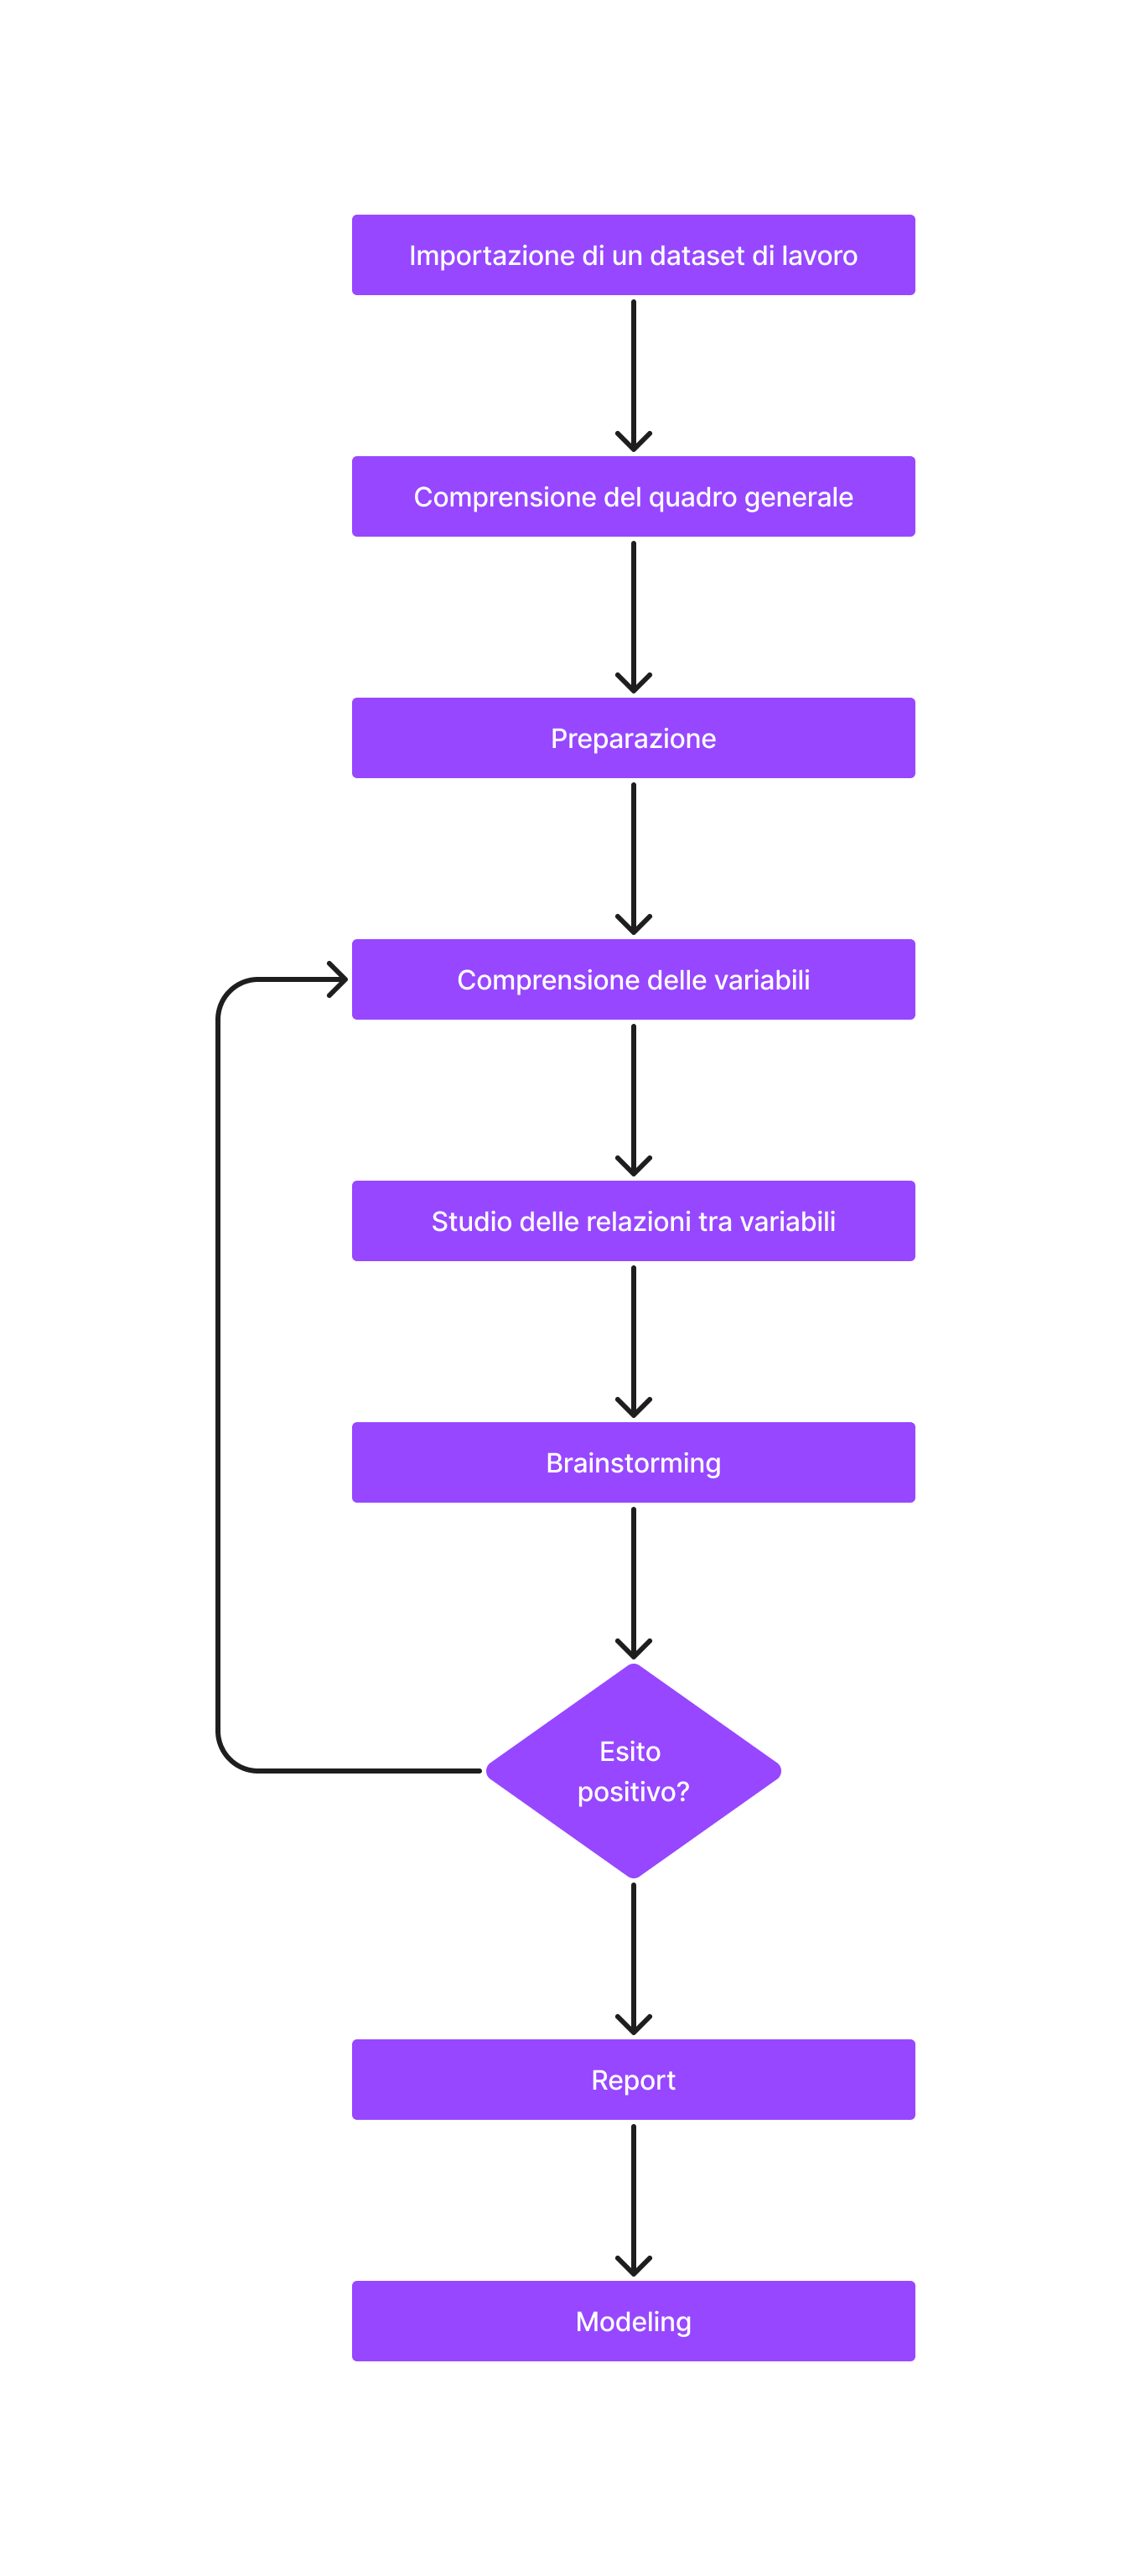 Importazione di un dataset di lavoro
Comprensione del quadro generale
Preparazione
Comprensione delle variabili
Studio delle relazioni tra variabili
Brainstorming
Esito
positivo?
Report
Modeling